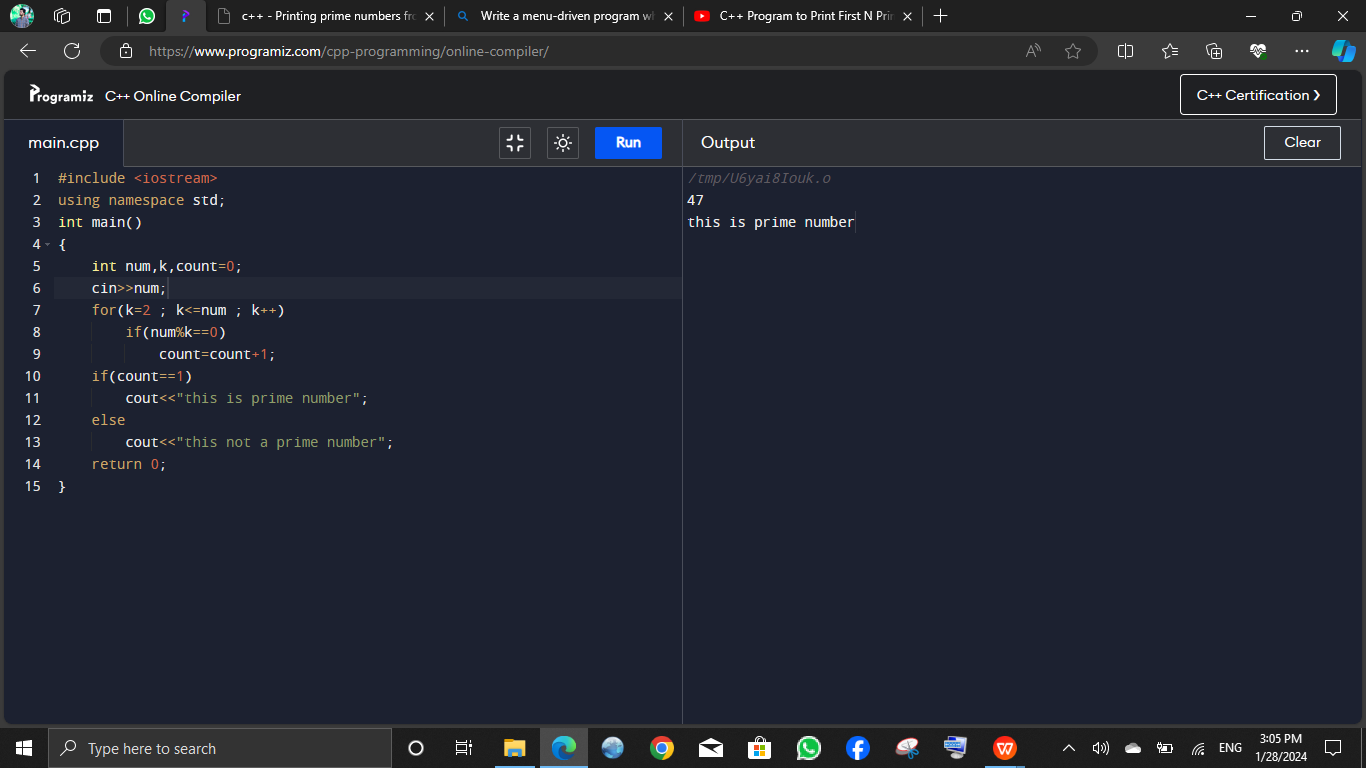 c++ - Printing prime numbers fr
Write a menu-driven program w
C++ Program to Print First N Pri
https://www.programiz.com/cpp-programming/online-compiler/
Programiz C++ Online Compiler
C++ Certification
main.cpp
Run
Output
Clear
1 #include <iostream>
2 using namespace std;
3 int main()
4 {
5 int num,k,count=0;
6 cin>>num;
7 for(k=2 ; k<=num ; k++)
8 if(num%k==0)
9 count=count+1;
10 if(count==1)
11 cout<<"this is prime number";
12 else
13 cout<<"this not a prime number";
14 return 0;
15 }
/tmp/U6yai8Iouk.o
47
this is prime number
Type here to search
ENG
3:05 PM
1/28/2024